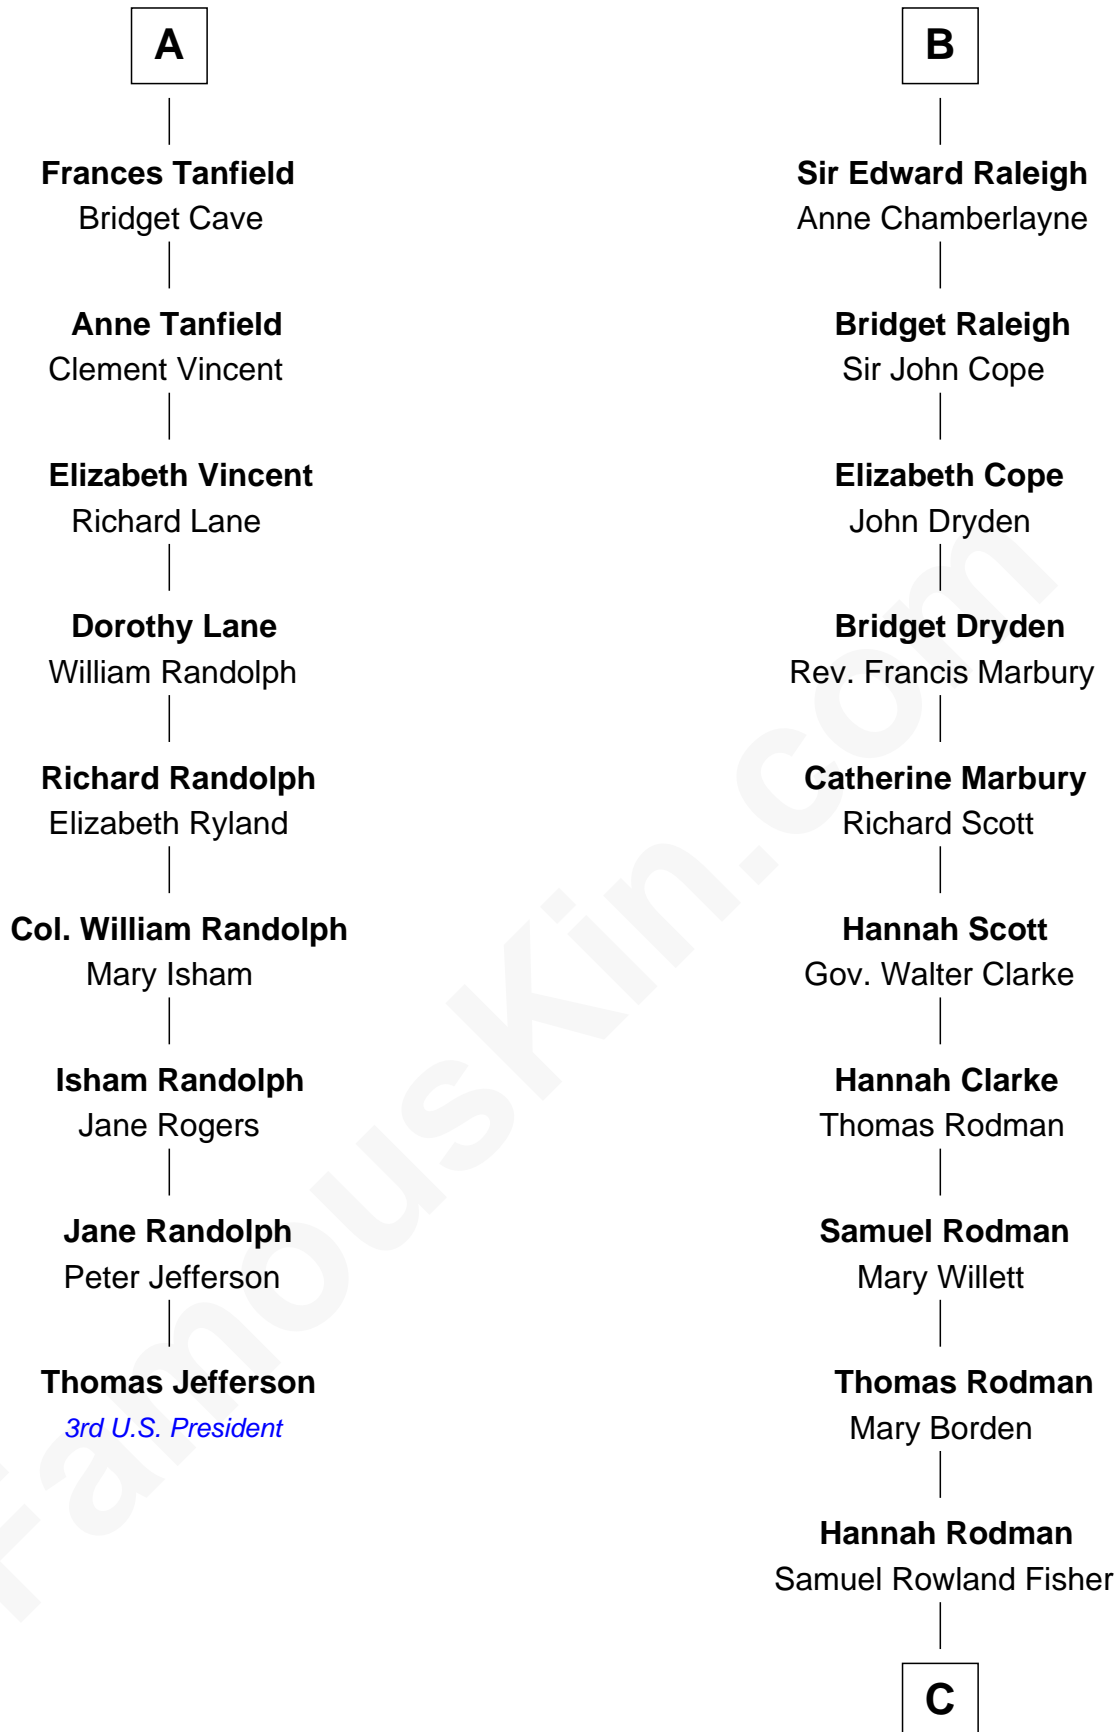 A
Frances Tanfield
Bridget Cave
Anne Tanfield
Clement Vincent
Elizabeth Vincent
Richard Lane
Dorothy Lane
William Randolph
Richard Randolph
Elizabeth Ryland
Col. William Randolph
Mary Isham
Isham Randolph
Jane Rogers
Jane Randolph
Peter Jefferson
Thomas Jefferson
3rd U.S. President
B
Sir Edward Raleigh
Anne Chamberlayne
Bridget Raleigh
Sir John Cope
Elizabeth Cope
John Dryden
Bridget Dryden
Rev. Francis Marbury
Catherine Marbury
Richard Scott
Hannah Scott
Gov. Walter Clarke
Hannah Clarke
Thomas Rodman
Samuel Rodman
Mary Willett
Thomas Rodman
Mary Borden
Hannah Rodman
Samuel Rowland Fisher
C
FamousKin.com